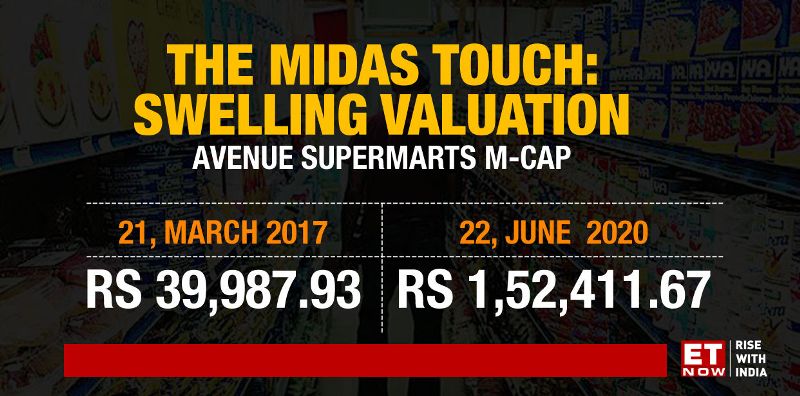 THE MIDAS TOUCH:
SWELLING VALUATION
AVENUE SUPERMARTS M-CAP
21, MARCH 2017
22, JUNE 2020
RS 39,987.93
RS 1,52,411.67
ET
NOW
RISE
WITH
INDIA